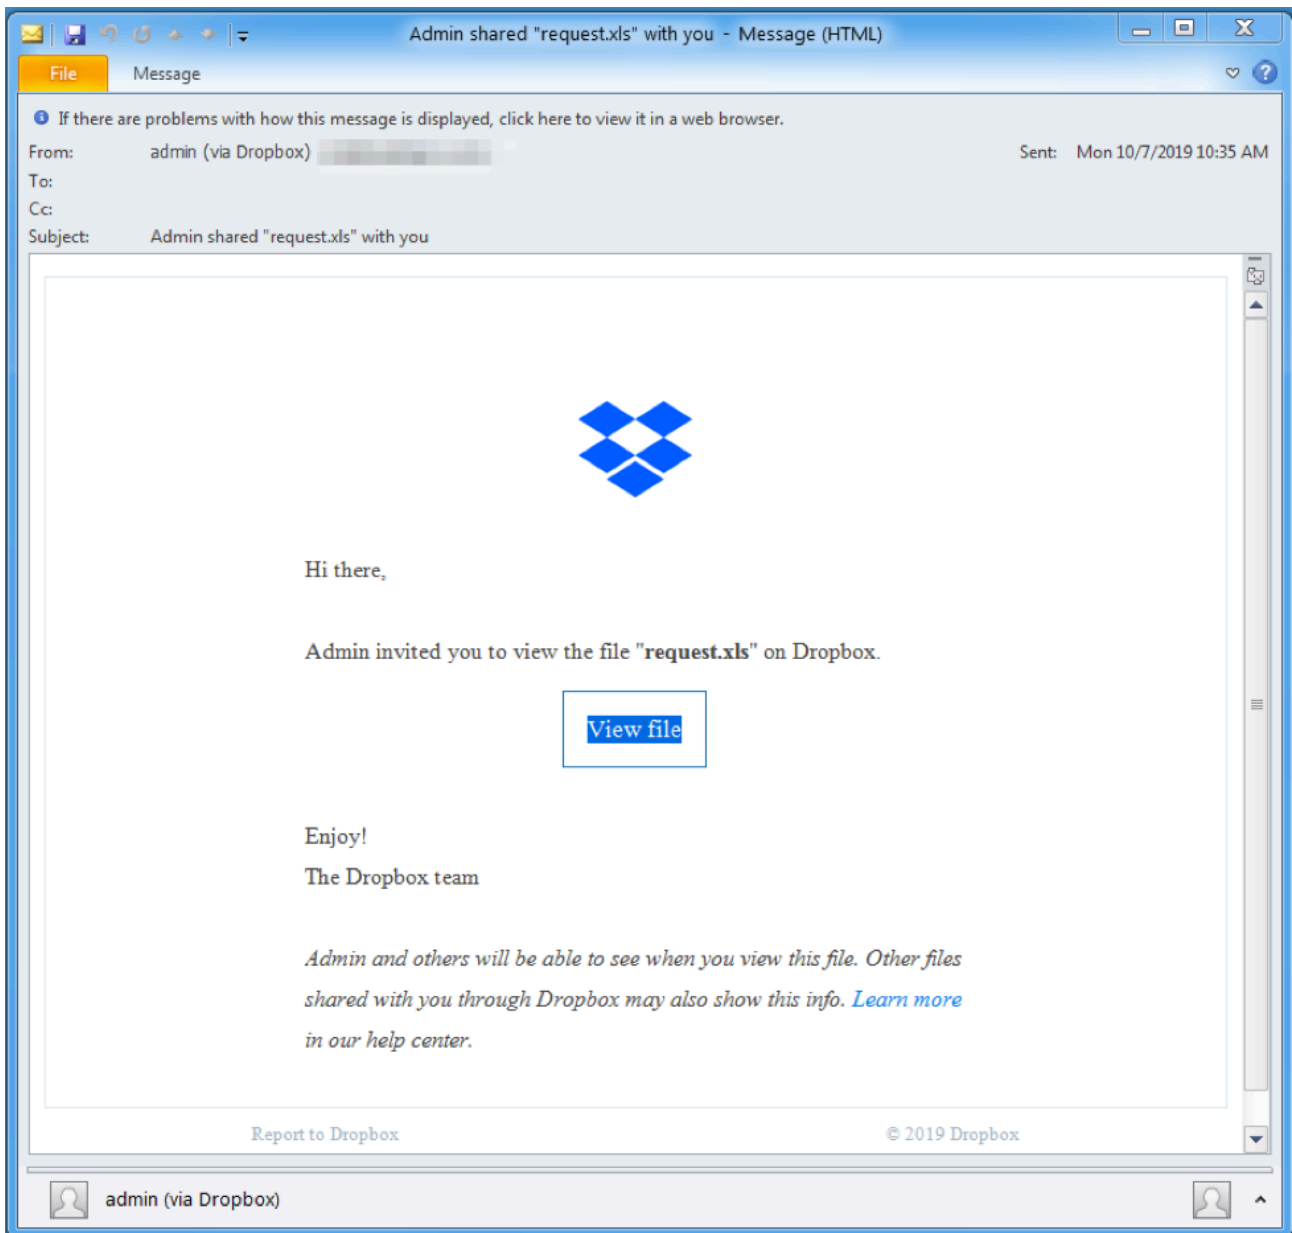 Admin shared "request.xls" with you - Message (HTML)
File Message
If there are problems with how this message is displayed, click here to view it in a web browser.
From: admin (via Dropbox) Sent: Mon 10/7/2019 10:35 AM
To:
Cc:
Subject: Admin shared "request.xls" with you
Hi there,
Admin invited you to view the file "request.xls" on Dropbox.
View file
Enjoy!
The Dropbox team
Admin and others will be able to see when you view this file. Other files
shared with you through Dropbox may also show this info. Learn more
in our help center.
Report to Dropbox © 2019 Dropbox
admin (via Dropbox)